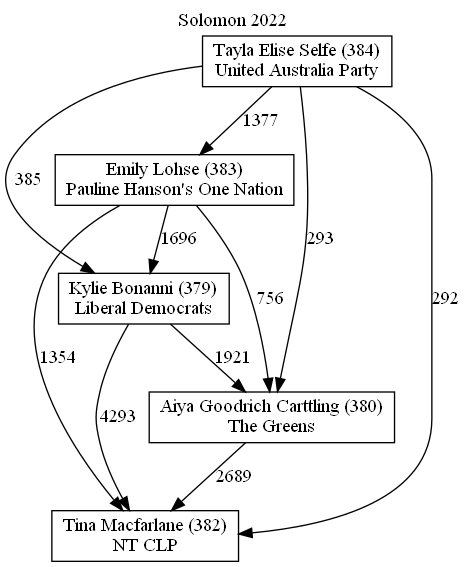 Solomon 2022
Tayla Elise Selfe (384)
United Australia Party
1377
Emily Lohse (383)
Pauline Hanson's One Nation
385
1696
293
292
756
Kylie Bonanni (379)
Liberal Democrats
1354
1921
4293
Aiya Goodrich Carttling (380)
The Greens
2689
Tina Macfarlane (382)
NT CLP